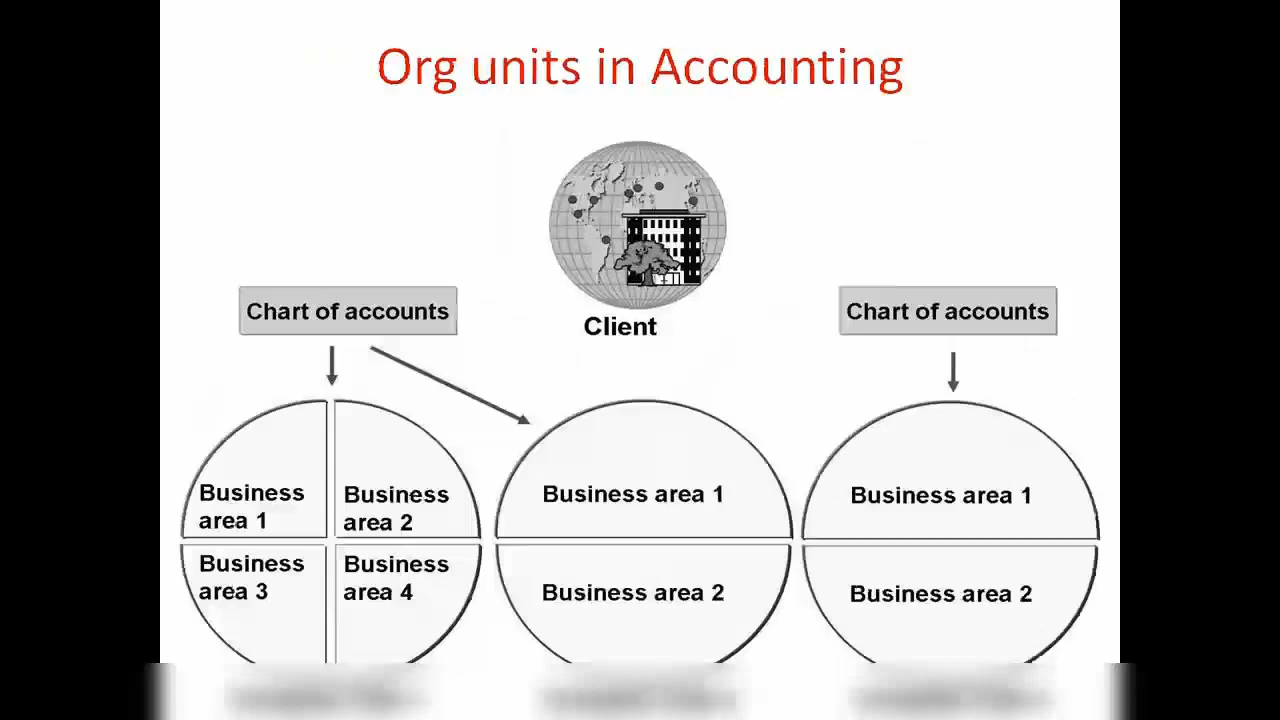 Org units in Accounting
Chart of accounts
Client
Chart of accounts
Business
area 1
Business
area 2
Business
area 3
Business
area 4
Business area 1
Business area 2
Business area 1
Business area 2